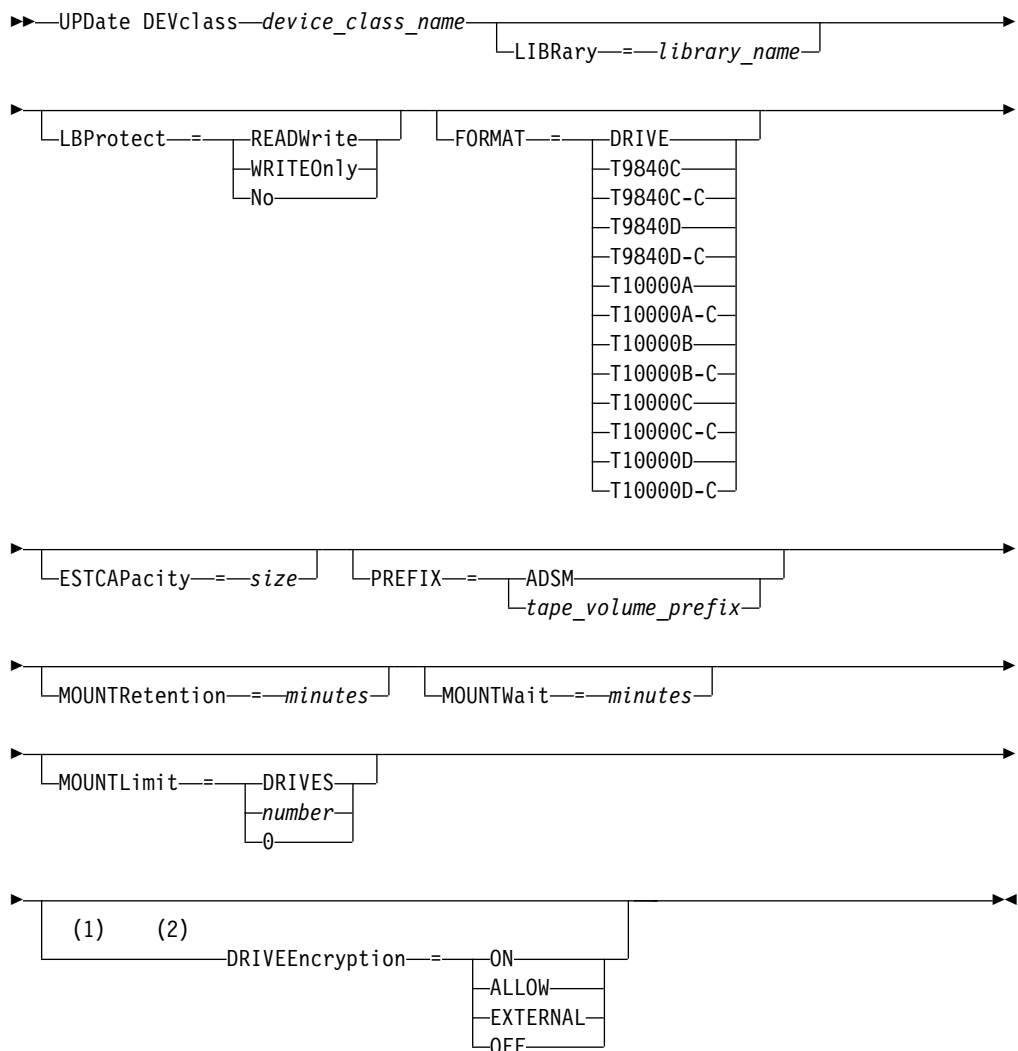 UPDate DEVclass device_class_name
LIBRary = library_name
LBProtect = READWrite
WRITEOnly
No
FORMAT = DRIVE
T9840C
T9840C-C
T9840D
T9840D-C
T10000A
T10000A-C
T10000B
T10000B-C
T10000C
T10000C-C
T10000D
T10000D-C
ESTCAPacity = size
PREFIX = ADSM
tape_volume_prefix
MOUNTRetention = minutes
MOUNTWait = minutes
MOUNTLimit = DRIVES
number
0
(1) (2)
DRIVEEncryption = ON
ALLOW
EXTERNAL
OFF